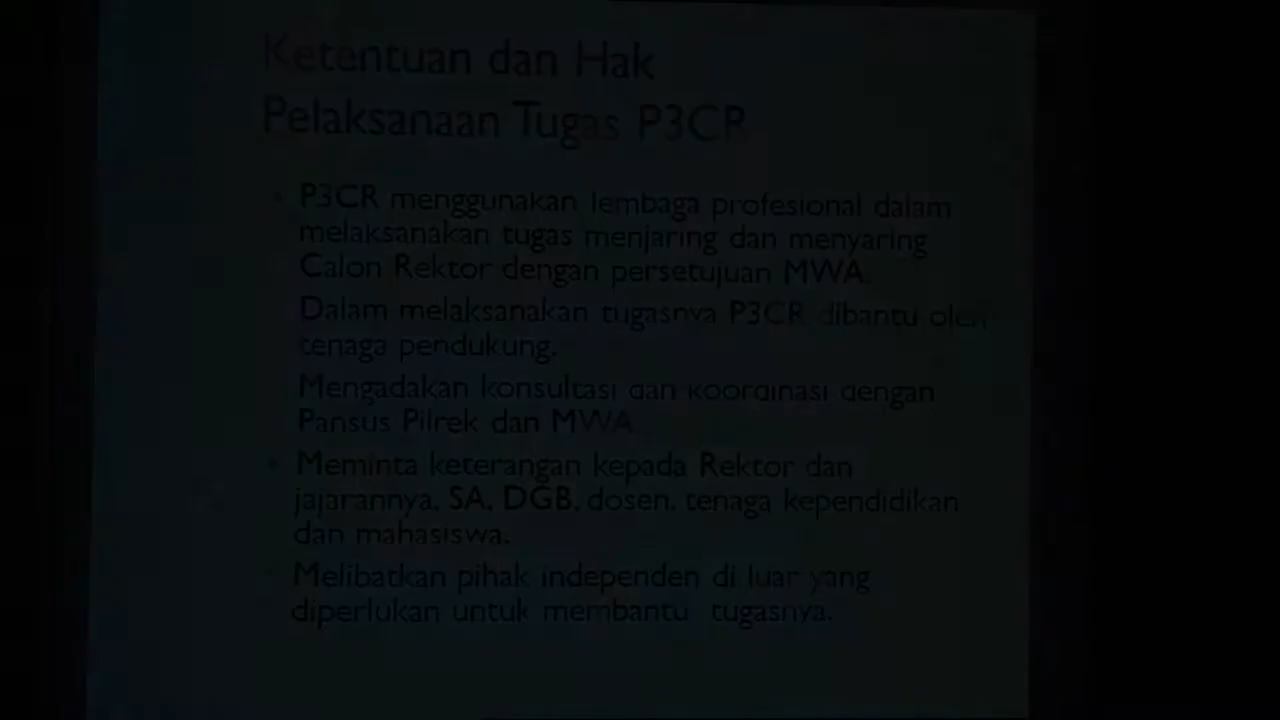 Ketentuan dan Hak
Pelaksanaan Tugas P3CR
• P3CR menggunakan lembaga profesional dalam
melaksanakan tugas menjaring dan menyaring
Calon Rektor dengan persetujuan MWA.
Dalam melaksanakan tugasnya P3CR dibantu oleh
tenaga pendukung.
Mengadakan konsultasi dan koordinasi dengan
Pansus Pilrek dan MWA
• Meminta keterangan kepada Rektor dan
jajarannya, SA, DGB, dosen, tenaga kependidikan
dan mahasiswa.
Melibatkan pihak independen di luar yang
diperlukan untuk membantu tugasnya.